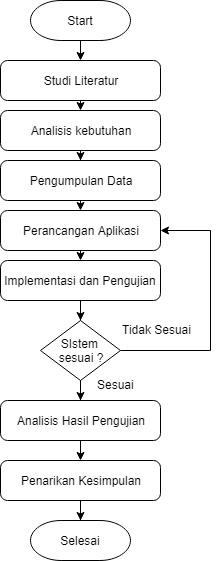 Start
Studi Literatur
Analisis kebutuhan
Pengumpulan Data
Perancangan Aplikasi
Implementasi dan Pengujian
SIstem
sesuai ?
Tidak Sesuai
Sesuai
Analisis Hasil Pengujian
Penarikan Kesimpulan
Selesai